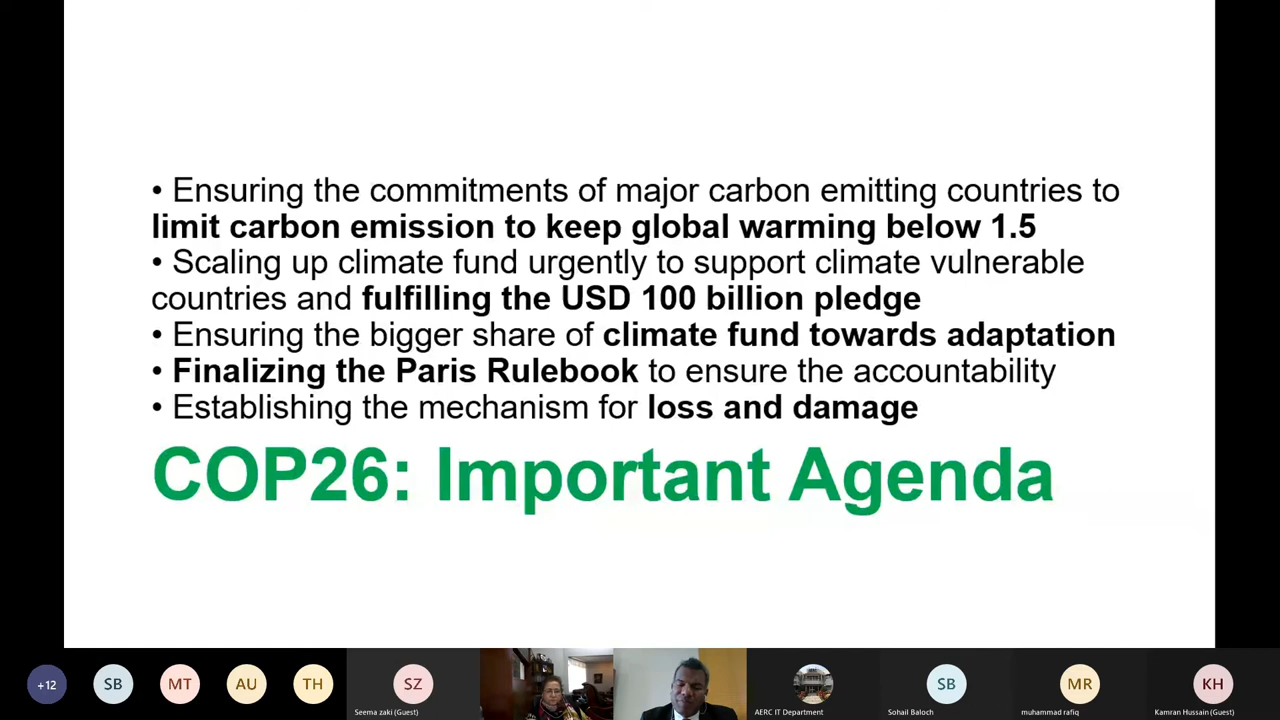 • Ensuring the commitments of major carbon emitting countries to
limit carbon emission to keep global warming below 1.5
• Scaling up climate fund urgently to support climate vulnerable
countries and fulfilling the USD 100 billion pledge
• Ensuring the bigger share of climate fund towards adaptation
• Finalizing the Paris Rulebook to ensure the accountability
• Establishing the mechanism for loss and damage
COP26: Important Agenda
+12
SB
MT
AU
TH
SZ
SB
MR
KH
Seema zaki (Guest)
AERC IT Department
Sohail Baloch
muhammad rafiq
Kamran Hussain (Guest)